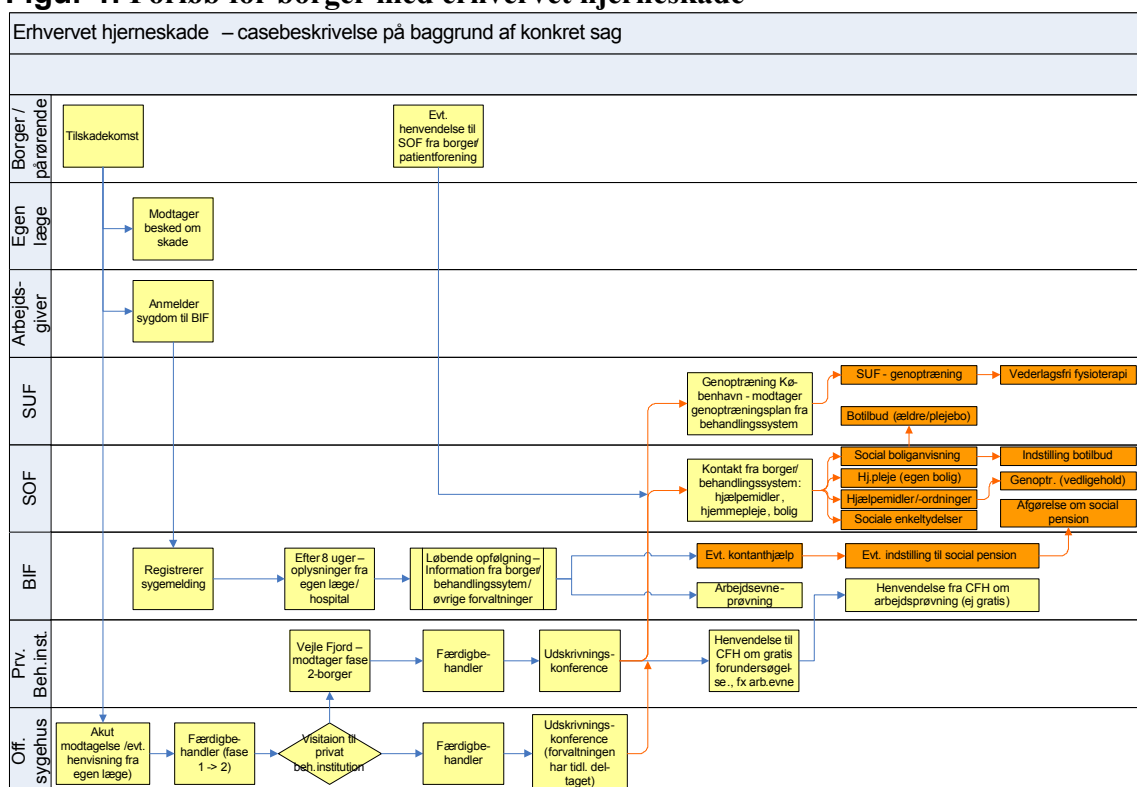 Figur 1. Forløb for borger med erhvervet hjerneskade
Erhvervet hjerneskade – casebeskrivelse på baggrund af konkret sag
Borger /
pårørende
Tilskadekomst
Evt.
henvendelse til
SOF fra borger/
patientforening
Egen
læge
Modtager
besked om
skade
Arbejds-
giver
Anmelder
sygdom til BIF
SUF
Genoptræning Kø-
benhavn - modtager
genoptræningsplan fra
behandlingssystem
SUF - genoptræning
Vederlagsfri fysioterapi
Botilbud (ældre/plejebo)
SOF
Kontakt fra borger/
behandlingssystem:
hjælpemidler,
hjemmepleje, bolig
Social boliganvisning
Indstilling botilbud
Hj.pleje (egen bolig)
Genoptr. (vedligehold)
Hjælpemidler/-ordninger
Sociale enkeltydelser
Afgørelse om social
pension
BIF
Registrerer
sygemelding
Efter 8 uger –
oplysninger fra
egen læge/
hospital
Løbende opfølgning –
Information fra borger/
behandlingssytem/
øvrige forvaltninger
Evt. kontanthjælp
Evt. indstilling til social pension
Arbejdsevne-
prøvning
Henvendelse fra CFH om
arbejdsprøvning (ej gratis)
Prv.
Beh.inst.
Vejle Fjord –
modtager fase
2-borger
Færdigbe-
handler
Udskrivnings-
konference
Henvendelse til
CFH om gratis
forundersøgel-
se., fx arb.evne
Off.
sygehus
Akut
modtagelse /evt.
henvisning fra
egen læge)
Færdigbe-
handler (fase
1 -> 2)
Visitaion til
privat
beh.institution
Færdigbe-
handler
Udskrivnings-
konference
(forvaltningen
har tidl. del-
taget)